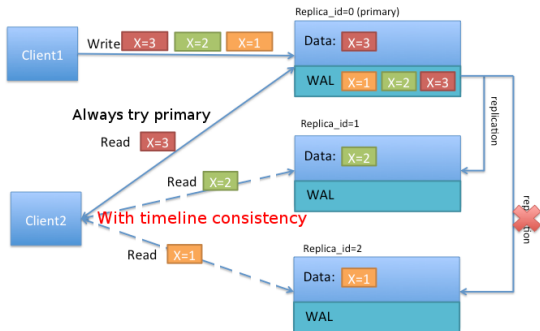 Replica_id=0 (primary)
Client1
Write X=3 X=2 X=1
Data: X=3
WAL X=1 X=2 X=3
Always try primary
Read X=3
replication
Replica_id=1
Data: X=2
WAL
Read X=2
Client2
With timeline consistency
Read X=1
Replica_id=2
Data: X=1
WAL